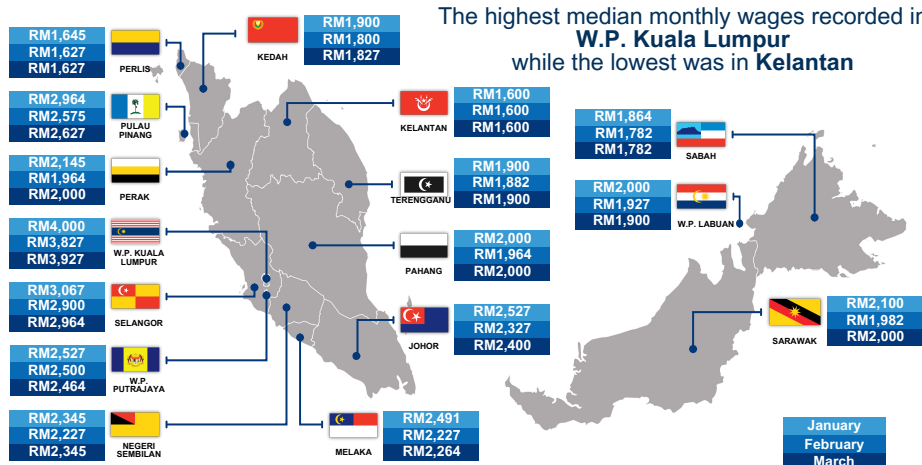 The highest median monthly wages recorded in
W.P. Kuala Lumpur
while the lowest was in Kelantan
RM1,645
RM1,627
RM1,627
PERLIS
RM1,900
RM1,800
RM1,827
KEDAH
RM2,964
RM2,575
RM2,627
PULAU
PINANG
RM1,600
RM1,600
RM1,600
KELANTAN
RM1,864
RM1,782
RM1,782
SABAH
RM2,145
RM1,964
RM2,000
PERAK
RM1,900
RM1,882
RM1,900
TERENGGANU
RM2,000
RM1,927
RM1,900
W.P. LABUAN
RM4,000
RM3,827
RM3,927
W.P. KUALA
LUMPUR
RM2,000
RM1,964
RM2,000
PAHANG
RM3,067
RM2,900
RM2,964
SELANGOR
RM2,527
RM2,327
RM2,400
JOHOR
RM2,100
RM1,982
RM2,000
SARAWAK
RM2,527
RM2,500
RM2,464
W.P.
PUTRAJAYA
RM2,345
RM2,227
RM2,345
NEGERI
SEMBILAN
RM2,491
RM2,227
RM2,264
MELAKA
January
February
March